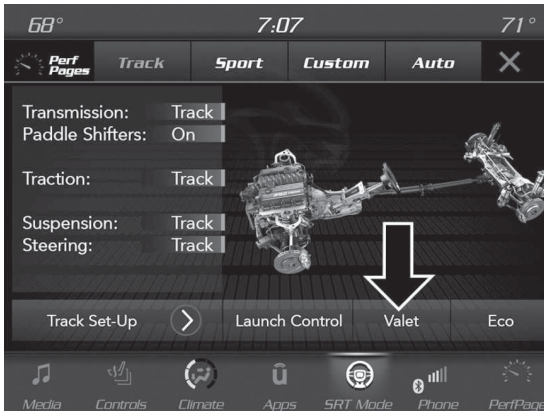 68° 7:07 71°
Perf Pages Track Sport Custom Auto X
Transmission: Track
Paddle Shifters: On
Traction: Track
Suspension: Track
Steering: Track
Track Set-Up Launch Control Valet Eco
Media Controls Climate Apps SRT Mode Phone PerfPage